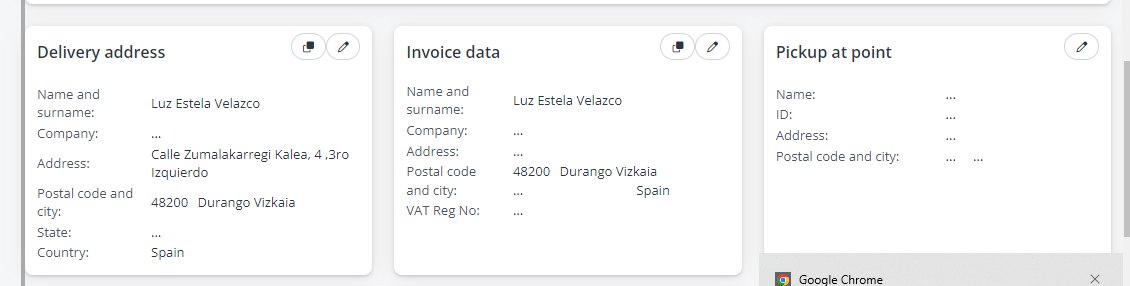 Delivery address
Name and
surname:
Luz Estela Velazco
Company:
...
Address:
Calle Zumalakarregi Kalea, 4 ,3ro
Izquierdo
Postal code and
city:
48200 Durango Vizkaia
State:
...
Country:
Spain
Invoice data
Name and
surname:
Luz Estela Velazco
Company:
...
Address:
...
Postal code
and city:
48200 Durango Vizkaia
... Spain
VAT Reg No:
...
Pickup at point
Name:
...
ID:
...
Address:
...
Postal code and city:
... ...
Google Chrome